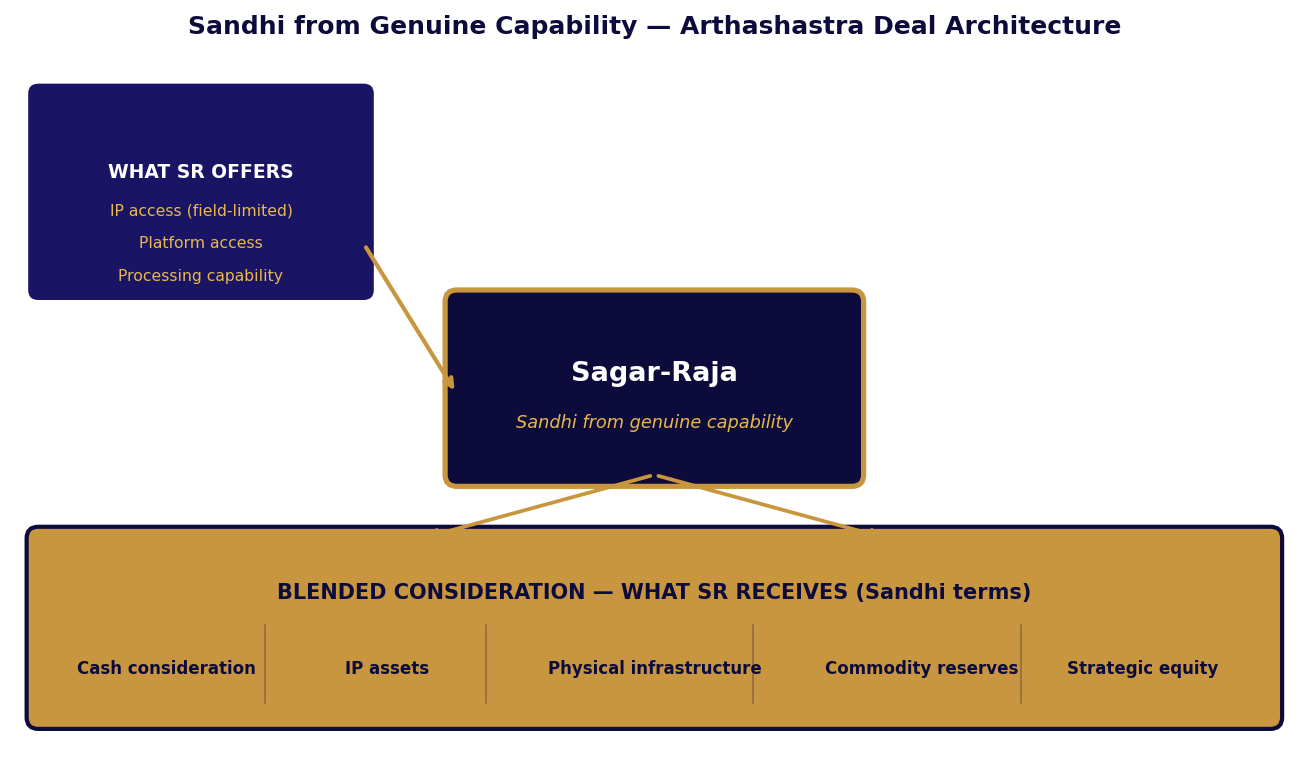 Sandhi from Genuine Capability — Arthashastra Deal Architecture
WHAT SR OFFERS
IP access (field-limited)
Platform access
Processing capability
Sagar-Raja
Sandhi from genuine capability
BLENDED CONSIDERATION — WHAT SR RECEIVES (Sandhi terms)
Cash consideration
IP assets
Physical infrastructure
Commodity reserves
Strategic equity